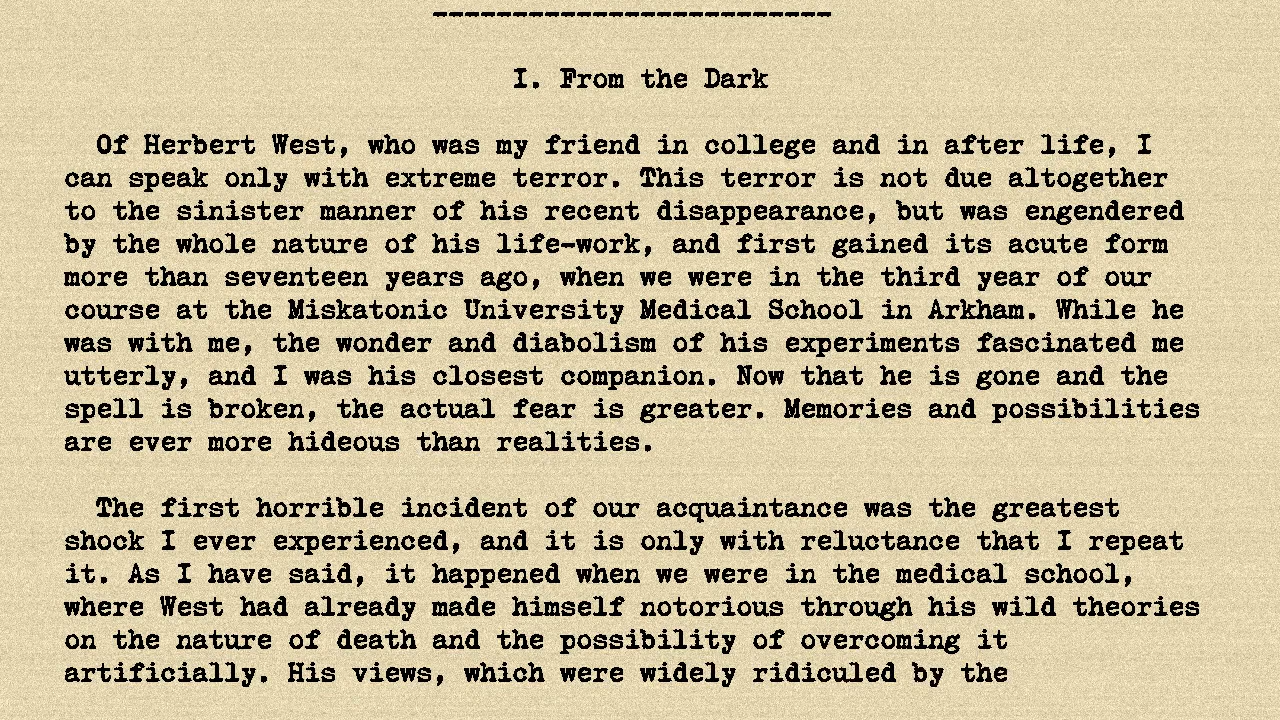 I. From the Dark
Of Herbert West, who was my friend in college and in after life, I
can speak only with extreme terror. This terror is not due altogether
to the sinister manner of his recent disappearance, but was engendered
by the whole nature of his life-work, and first gained its acute form
more than seventeen years ago, when we were in the third year of our
course at the Miskatonic University Medical School in Arkham. While he
was with me, the wonder and diabolism of his experiments fascinated me
utterly, and I was his closest companion. Now that he is gone and the
spell is broken, the actual fear is greater. Memories and possibilities
are ever more hideous than realities.
The first horrible incident of our acquaintance was the greatest
shock I ever experienced, and it is only with reluctance that I repeat
it. As I have said, it happened when we were in the medical school,
where West had already made himself notorious through his wild theories
on the nature of death and the possibility of overcoming it
artificially. His views, which were widely ridiculed by the